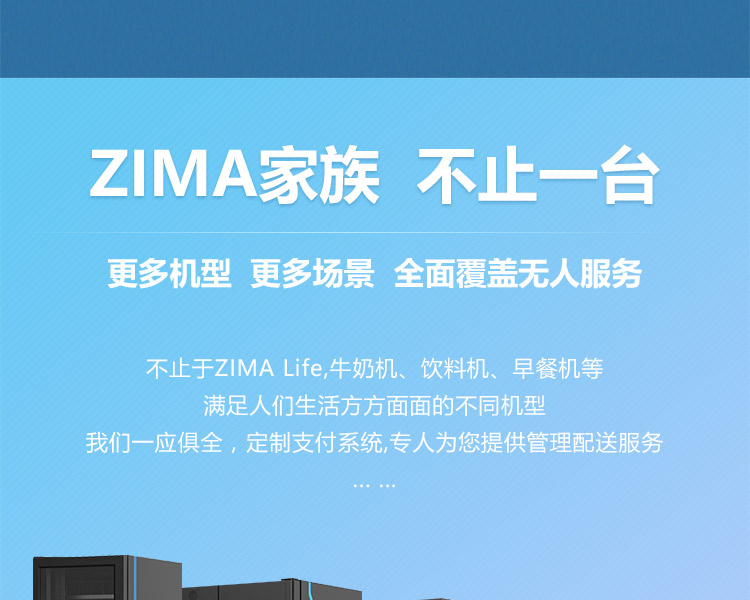 ZIMA家族 不止一台
更多机型 更多场景 全面覆盖无人服务
不止于ZIMA Life,牛奶机、饮料机、早餐机等
满足人们生活方方面面的不同机型
我们一应俱全，定制支付系统,专人为您提供管理配送服务
... ...